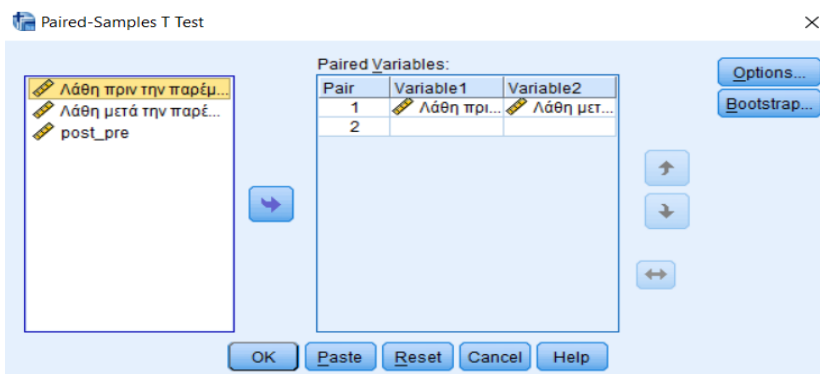 Paired-Samples T Test
Paired Variables:
Λάθη πριν την παρέμ...
Λάθη μετά την παρέ...
post_pre
Pair Variable1 Variable2
1 Λάθη πρι... Λάθη μετ...
2
Options...
Bootstrap...
OK Paste Reset Cancel Help